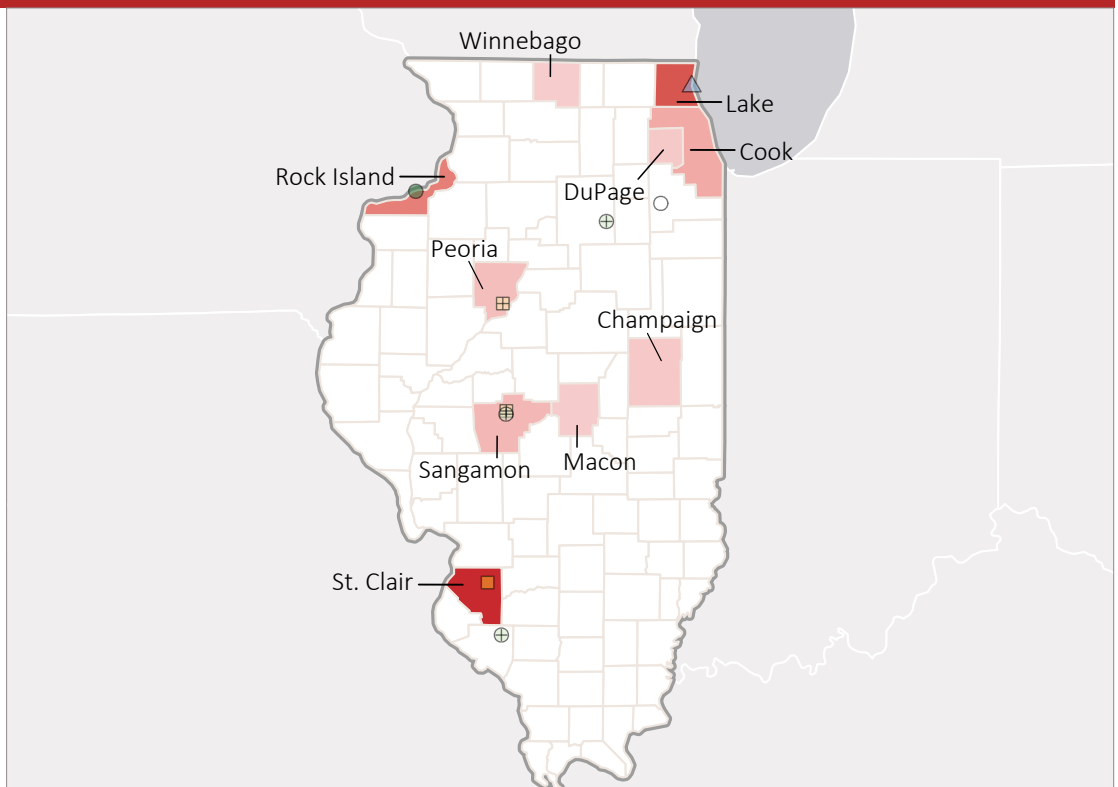 Winnebago
Lake
Cook
Rock Island
DuPage
Peoria
Champaign
Sangamon
Macon
St. Clair